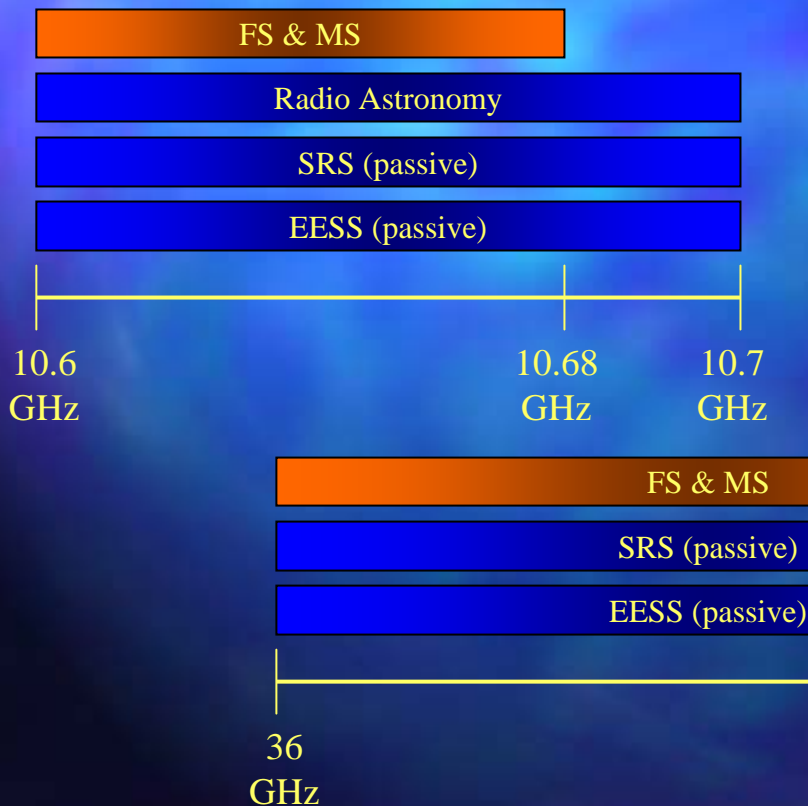 FS & MS
Radio Astronomy
SRS (passive)
EESS (passive)
10.6
GHz
10.68
GHz
10.7
GHz
FS & MS
SRS (passive)
EESS (passive)
36
GHz